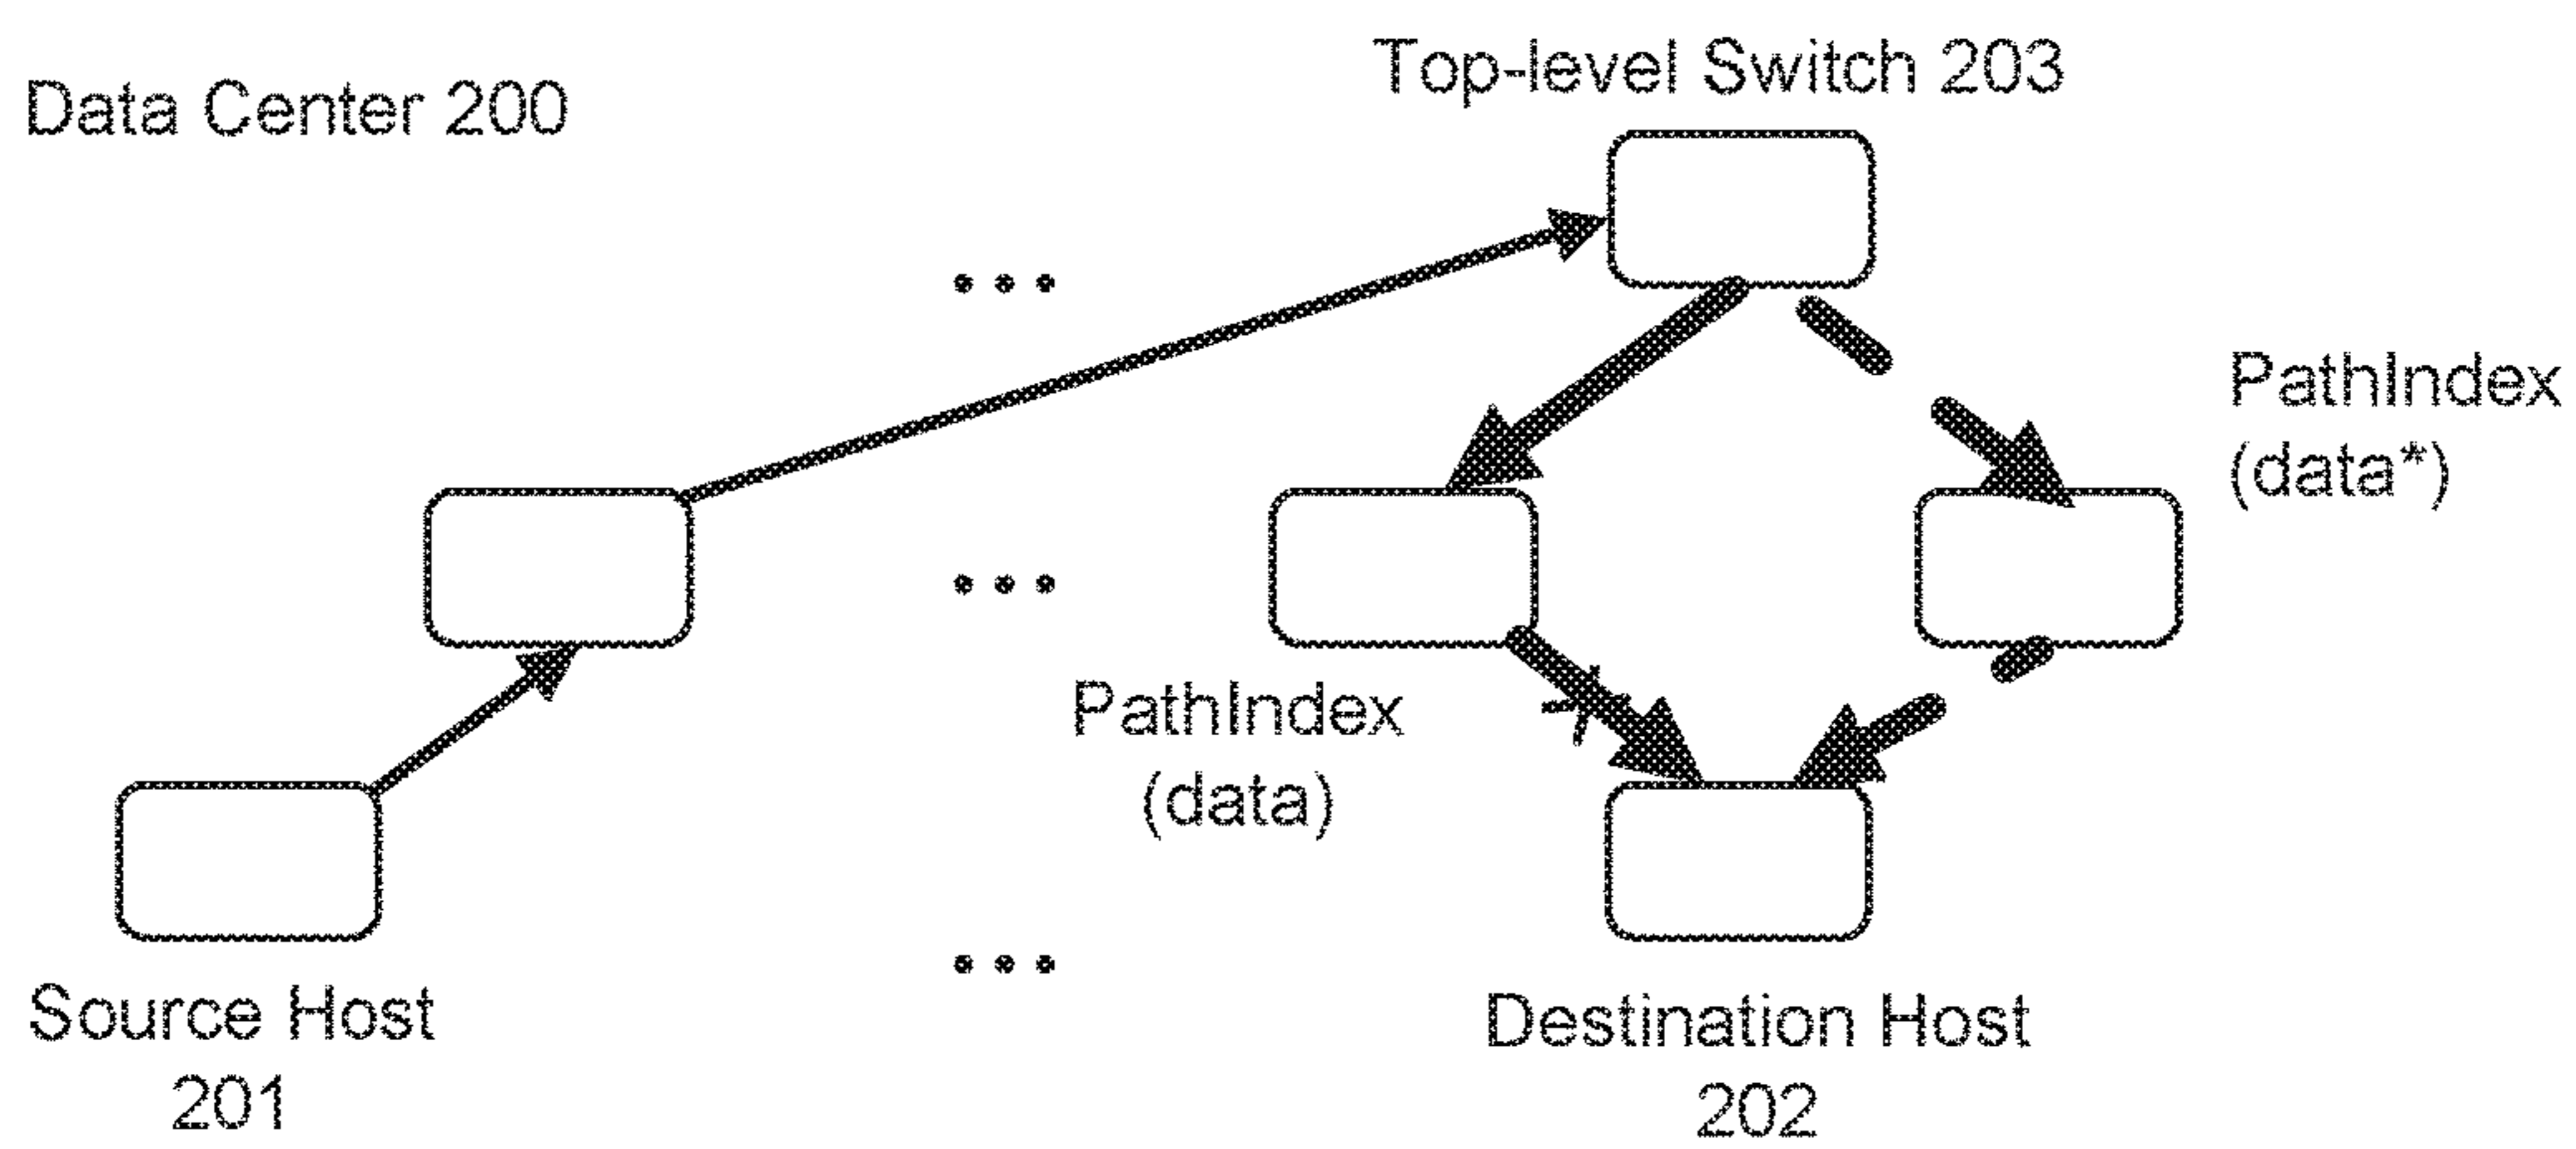 Data Center 200
Top-level Switch 203
PathIndex
(data*)
PathIndex
(data)
Source Host
201
Destination Host
202